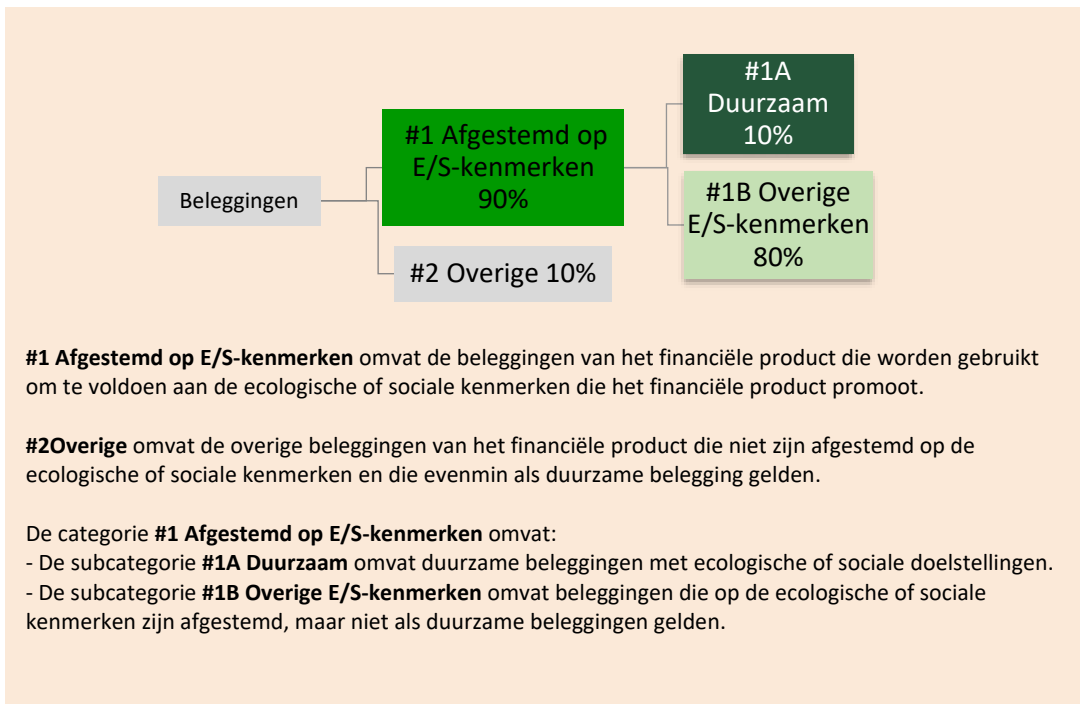 #1A
Duurzaam
10%
#1 Afgestemd op
E/S-kenmerken
90%
Beleggingen
#1B Overige
E/S-kenmerken
80%
#2 Overige 10%
#1 Afgestemd op E/S-kenmerken omvat de beleggingen van het financiële product die worden gebruikt
om te voldoen aan de ecologische of sociale kenmerken die het financiële product promoot.
#2Overige omvat de overige beleggingen van het financiële product die niet zijn afgestemd op de
ecologische of sociale kenmerken en die evenmin als duurzame belegging gelden.
De categorie #1 Afgestemd op E/S-kenmerken omvat:
- De subcategorie #1A Duurzaam omvat duurzame beleggingen met ecologische of sociale doelstellingen.
- De subcategorie #1B Overige E/S-kenmerken omvat beleggingen die op de ecologische of sociale
kenmerken zijn afgestemd, maar niet als duurzame beleggingen gelden.